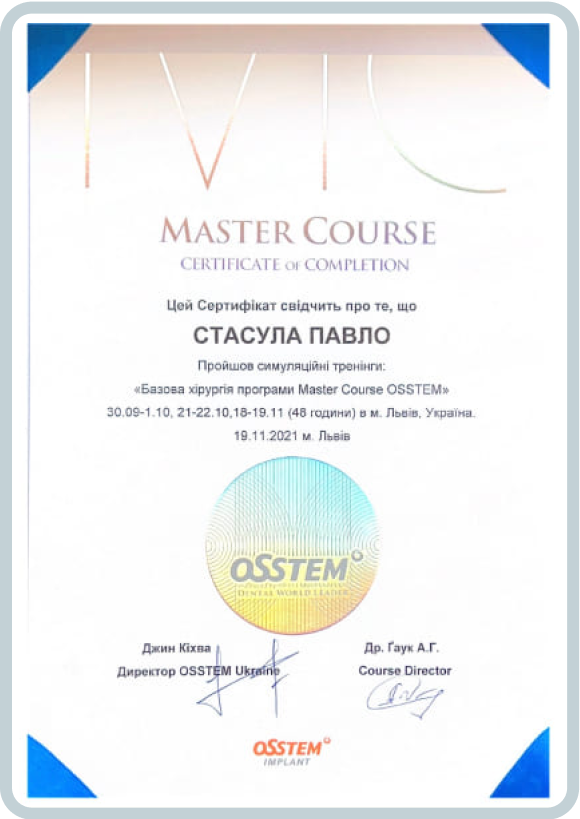 MC
MASTER COURSE
CERTIFICATE OF COMPLETION
Цей Сертифікат свідчить про те, що
СТАСУЛА ПАВЛО
Пройшов симуляційні тренінги:
«Базова хірургія програми Master Course OSSTEM»
30.09-1.10, 21-22.10,18-19.11 (48 години) в м. Львів, Україна.
19.11.2021 м. Львів
OSSTEM
DENTAL WORLD LEADER
Джин Кіхва
Директор OSSTEM Ukraine
Др. Ґаук А.Г.
Course Director
OSSTEM
IMPLANT